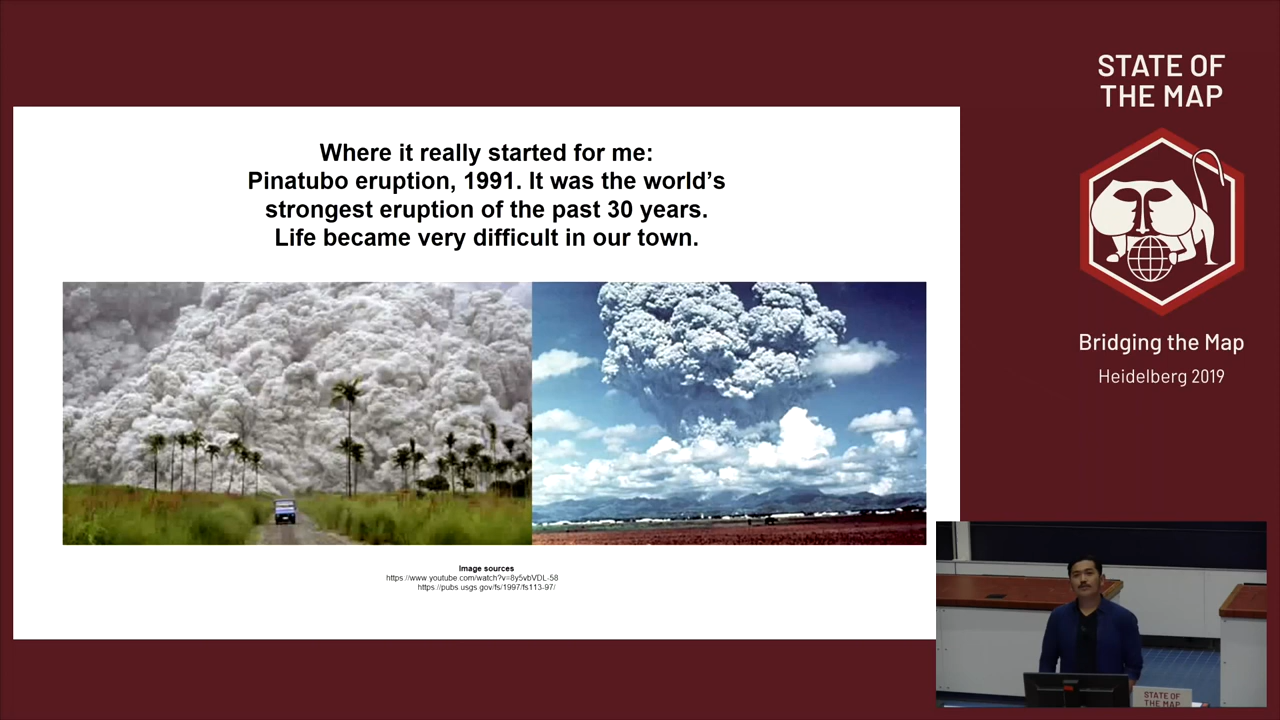 Where it really started for me:
Pinatubo eruption, 1991. It was the world's
strongest eruption of the past 30 years.
Life became very difficult in our town.
Image sources
https://www.youtube.com/watch?v=8y5vbVDL-58
https://pubs.usgs.gov/fs/1997/fs113-97/
STATE OF
THE MAP
Bridging the Map
Heidelberg 2019
STATE OF
THE MAP